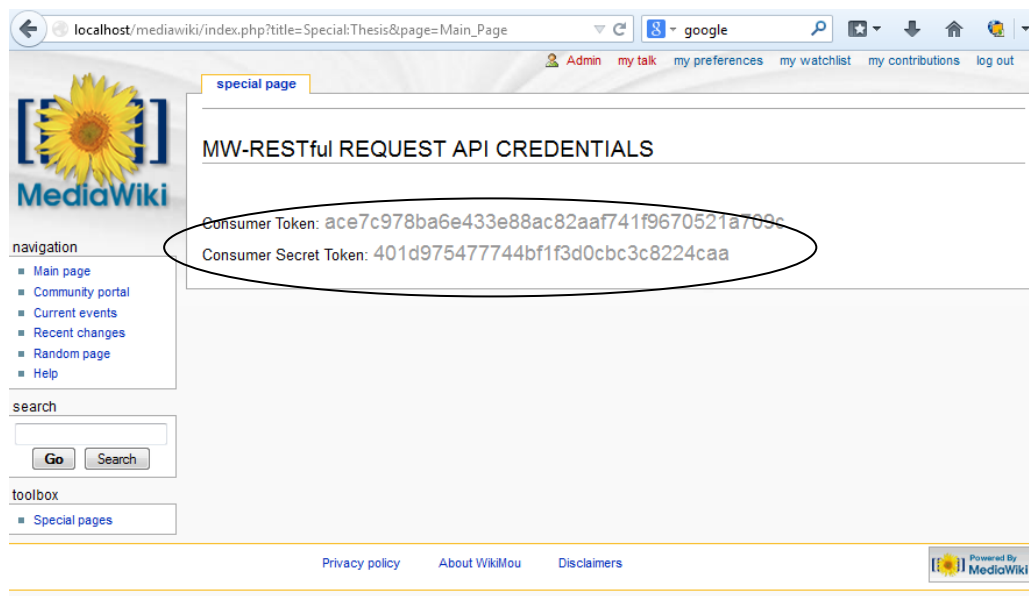 localhost/mediawiki/index.php?title=Special:Thesis&page=Main_Page
google
Admin my talk my preferences my watchlist my contributions log out
special page
MediaWiki
MW-RESTful REQUEST API CREDENTIALS
Consumer Token: ace7c978ba6e433e88ac82aaf741f9670521a709c
Consumer Secret Token: 401d975477744bf1f3d0cbc3c8224caa
navigation
Main page
Community portal
Current events
Recent changes
Random page
Help
search
Go Search
toolbox
Special pages
Privacy policy About WikiMou Disclaimers
Powered By
MediaWiki